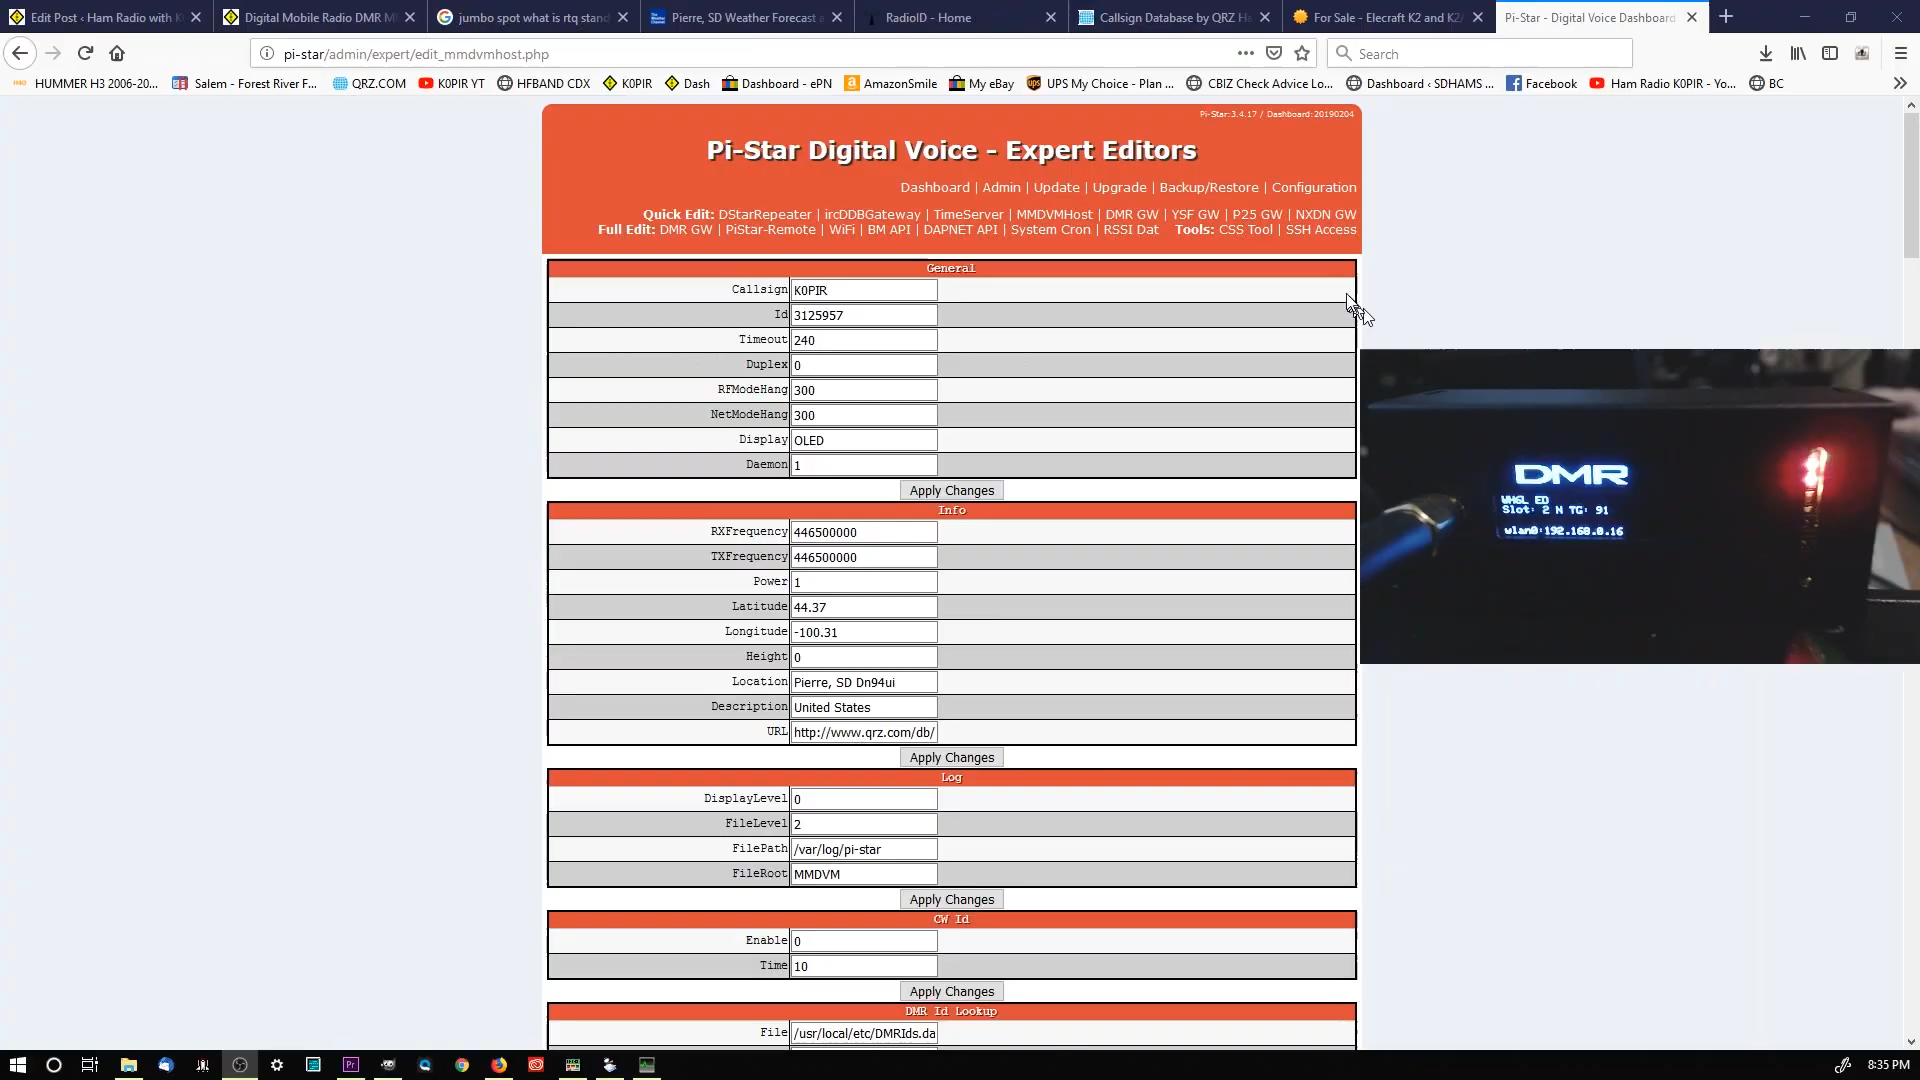 Edit Post ‹ Ham Radio with K
Digital Mobile Radio DMR M
jumbo spot what is rtq stand
Pierre, SD Weather Forecast a
RadioID - Home
Callsign Database by QRZ Ha
For Sale - Elecraft K2 and K2/
Pi-Star - Digital Voice Dashboard
pi-star/admin/expert/edit_mmdvmhost.php
Search
HUMMER H3 2006-20...
Salem - Forest River F...
QRZ.COM
K0PIR YT
HFBAND CDX
K0PIR
Dash
Dashboard - ePN
AmazonSmile
My eBay
UPS My Choice - Plan ...
CBIZ Check Advice Lo...
Dashboard ‹ SDHAMS ...
Facebook
Ham Radio K0PIR - Yo...
BC
Pi-Star:3.4.17 / Dashboard:20190204
Pi-Star Digital Voice - Expert Editors
Dashboard | Admin | Update | Upgrade | Backup/Restore | Configuration
Quick Edit: DStarRepeater | ircDDBGateway | TimeServer | MMDVMHost | DMR GW | YSF GW | P25 GW | NXDN GW
Full Edit: DMR GW | PiStar-Remote | WiFi | BM API | DAPNET API | System Cron | RSSI Dat Tools: CSS Tool | SSH Access
General
Callsign K0PIR
Id 3125957
Timeout 240
Duplex 0
RFModeHang 300
NetModeHang 300
Display OLED
Daemon 1
Apply Changes
Info
RXFrequency 446500000
TXFrequency 446500000
Power 1
Latitude 44.37
Longitude -100.31
Height 0
Location Pierre, SD Dn94ui
Description United States
URL http://www.qrz.com/db/
Apply Changes
Log
DisplayLevel 0
FileLevel 2
FilePath /var/log/pi-star
FileRoot MMDVM
Apply Changes
CW Id
Enable 0
Time 10
Apply Changes
DMR Id Lookup
File /usr/local/etc/DMRIds.da
DMR
ED
Slot: 2 N TG: 91
wlan0:192.168.0.16
8:35 PM